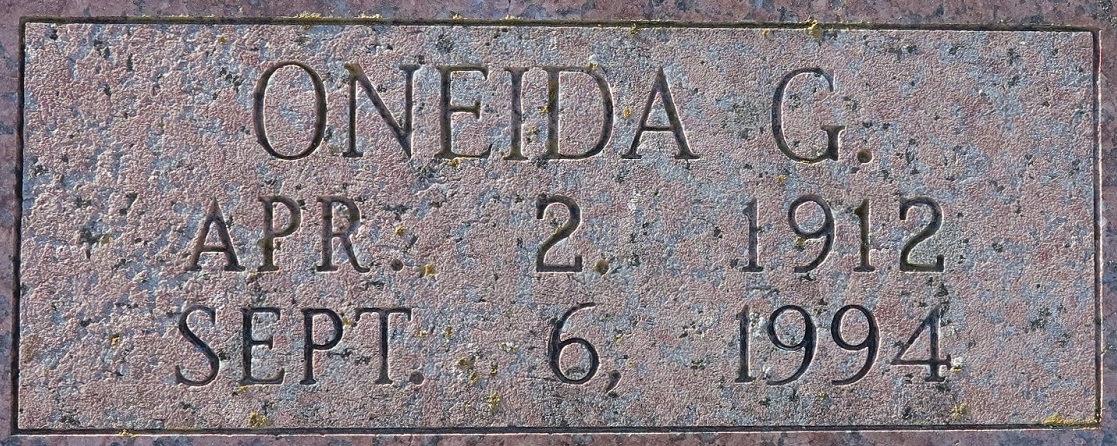 ONEIDA G.
APR. 2. 1912
SEPT. 6, 1994